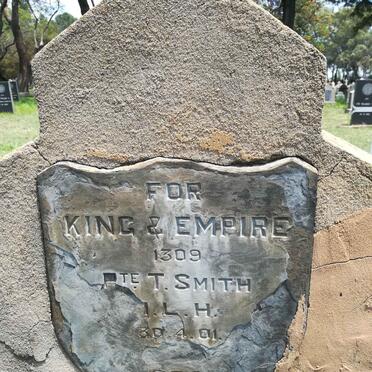 FOR
KING & EMPIRE
1309
PTE T. SMITH
I.L.H.
30.4.01.